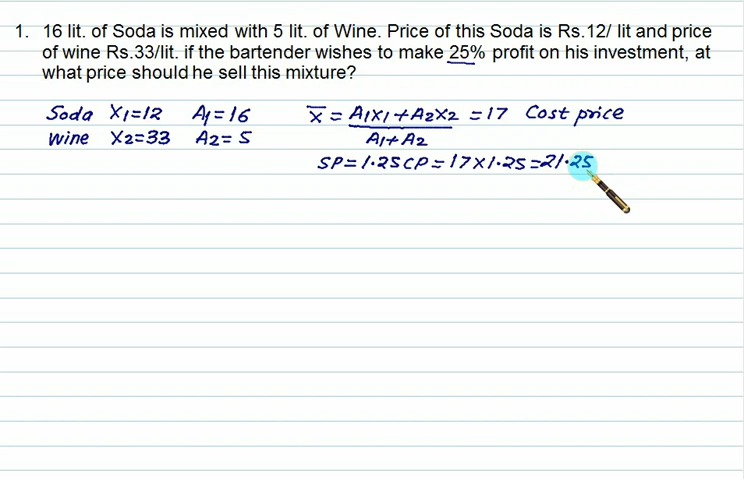 1. 16 lit. of Soda is mixed with 5 lit. of Wine. Price of this Soda is Rs.12/ lit and price
of wine Rs.33/lit. if the bartender wishes to make 25% profit on his investment, at
what price should he sell this mixture?
Soda X1=12 A1=16 x̅ = A1X1+A2X2 =17 Cost price
wine X2=33 A2=5 A1+A2
SP=1.25CP=17X1.25=21.25